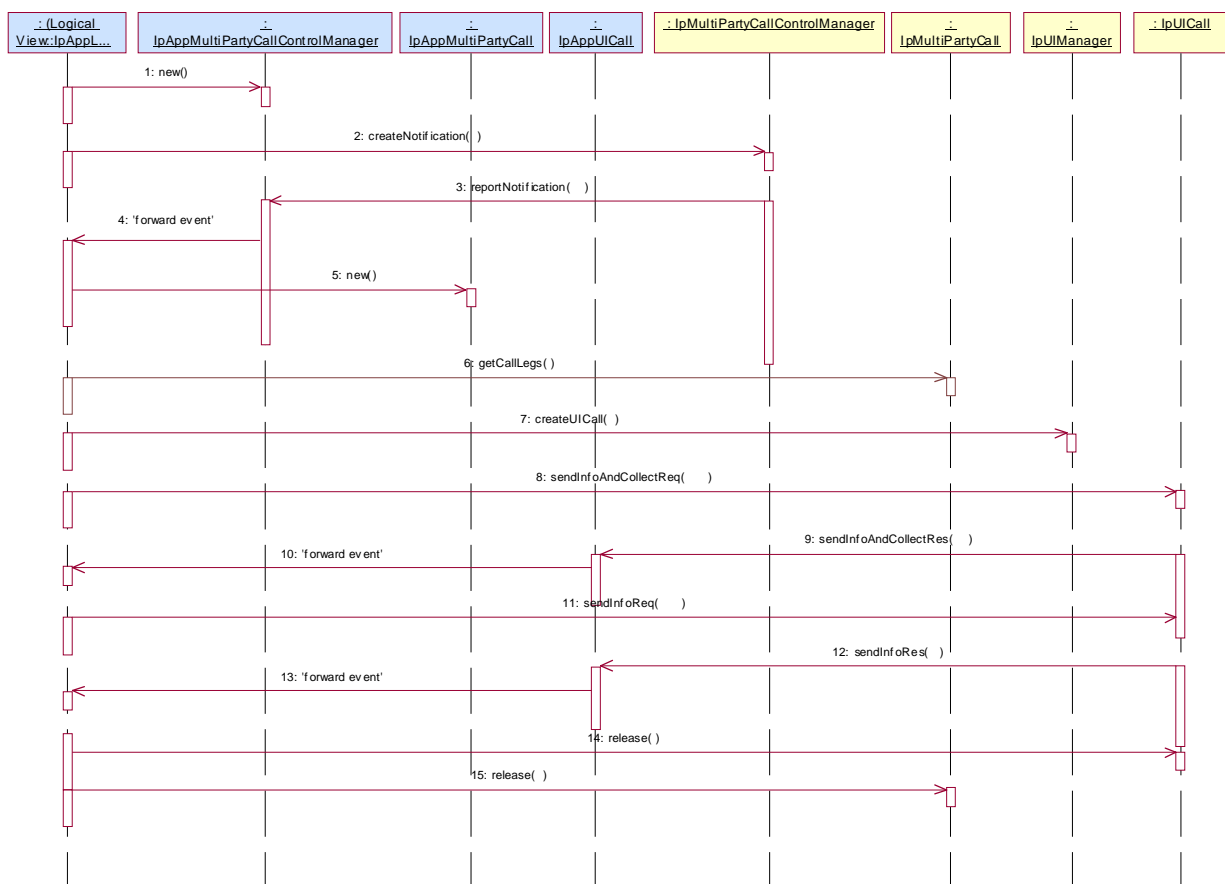 : (Logical
View::IpAppL...
:
IpAppMultiPartyCallControlManager
:
IpAppMultiPartyCall
:
IpAppUICall
: IpMultiPartyCallControlManager
:
IpMultiPartyCall
:
IpUIManager
: IpUICall
1: new()
2: createNotification( )
3: reportNotification( )
4: 'forward event'
5: new()
6: getCallLegs( )
7: createUICall( )
8: sendInfoAndCollectReq( )
9: sendInfoAndCollectRes( )
10: 'forward event'
11: sendInfoReq( )
12: sendInfoRes( )
13: 'forward event'
14: release( )
15: release( )